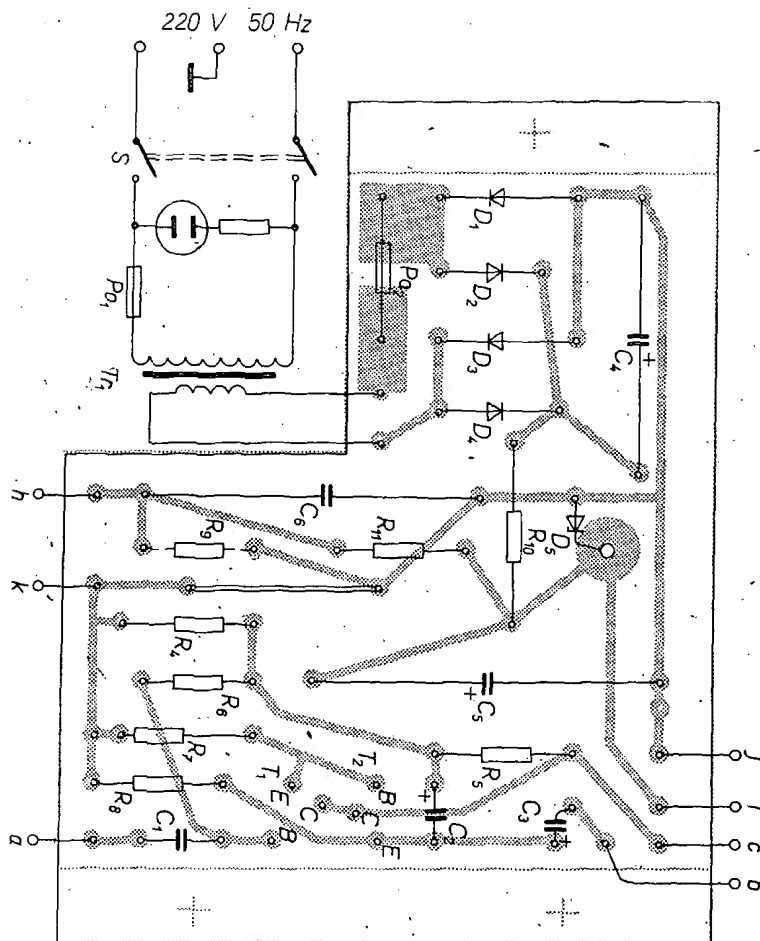 220 V 50 Hz
S
Po1
Tr1
Po2
D1
D2
D3
D4
C4
+
h
C6
R9
R11
R10
D5
k
R4
R6
C5
+
R7
T2
T1
E
B
R5
j
R8
C
C
C2
+
C3
+
i
a
C1
B
E
c
b